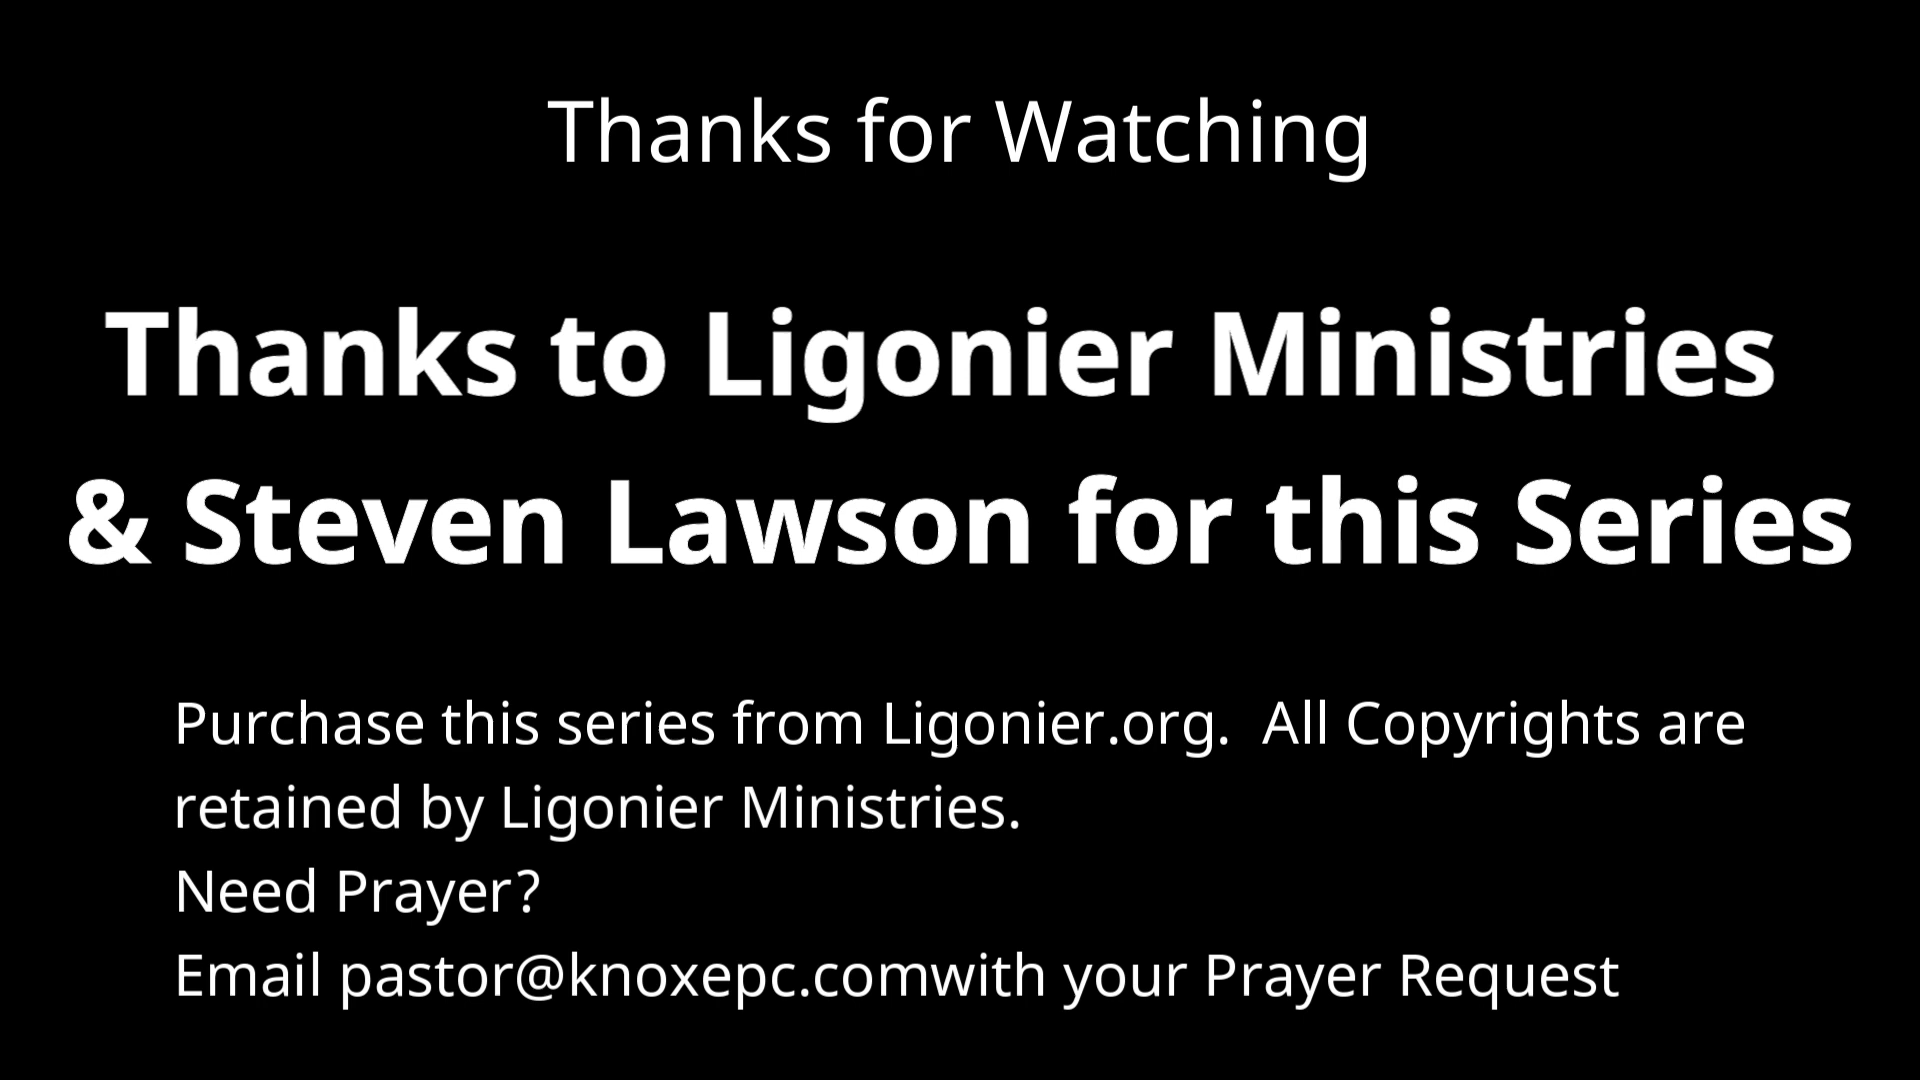 Thanks for Watching
Thanks to Ligonier Ministries
& Steven Lawson for this Series
Purchase this series from Ligonier.org.  All Copyrights are
retained by Ligonier Ministries.
Need Prayer?
Email pastor@knoxepc.comwith your Prayer Request